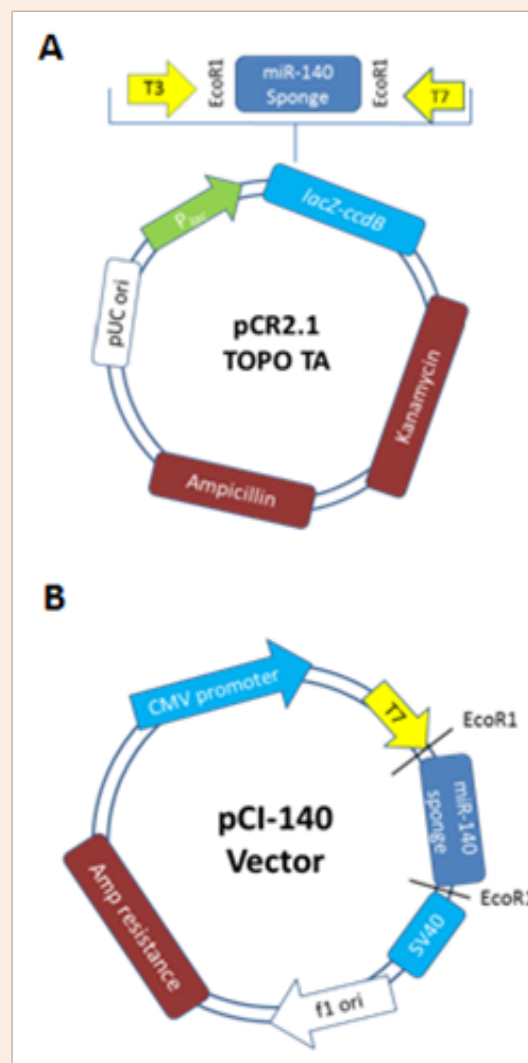 A
T3
EcoR1
miR-140
Sponge
EcoR1
T7
Plac
lacZ-ccdB
pUC ori
pCR2.1
TOPO TA
Kanamycin
Ampicillin
B
CMV promoter
T7
EcoR1
miR-140
sponge
pCI-140
Vector
EcoR1
Amp resistance
SV40
f1 ori